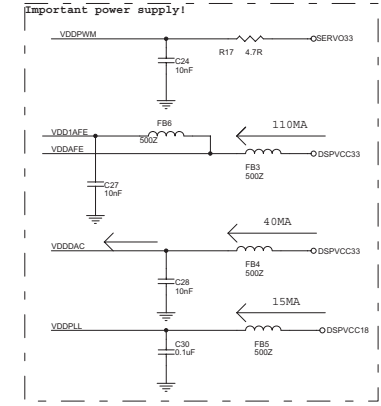 Important power supply!
VDDPWM
SERVO33
R17 4.7R
C24
10nF
FB6
110MA
VDD1AFE
500Z
VDDAFE
DSPVCC33
FB3
500Z
C27
10nF
40MA
VDDDAC
DSPVCC33
FB4
500Z
C28
10nF
15MA
VDDPLL
DSPVCC18
C30
0.1uF
FB5
500Z